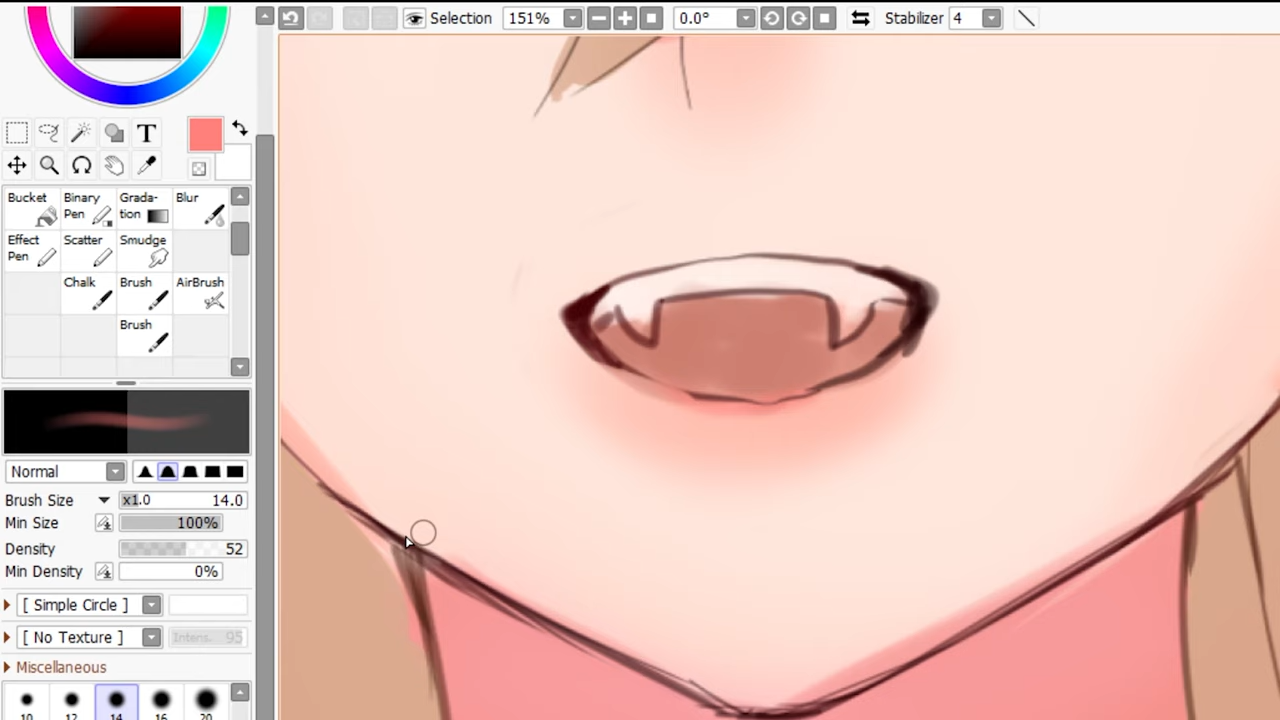 Selection 151% 0.0° Stabilizer 4
T
Bucket Binary Pen Grada-tion Blur
Effect Pen Scatter Smudge
Chalk Brush AirBrush
Brush
Normal
Brush Size x1.0 14.0
Min Size 100%
Density 52
Min Density 0%
[ Simple Circle ]
[ No Texture ] Intens. 95
Miscellaneous
10 12 14 16 20